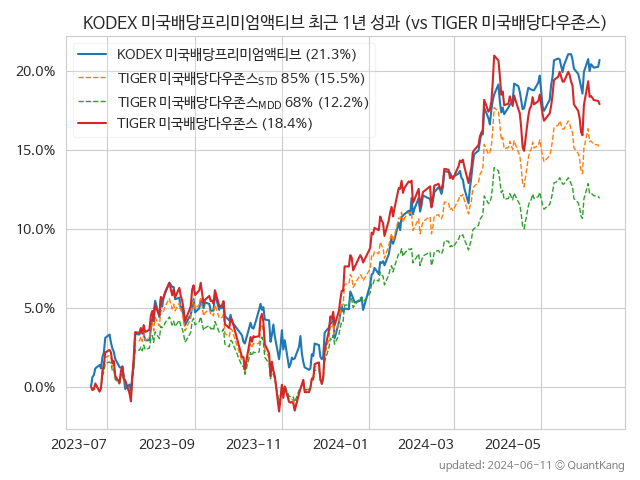 KODEX 미국배당프리미엄액티브 최근 1년 성과 (vs TIGER 미국배당다우존스)
KODEX 미국배당프리미엄액티브 (21.3%)
TIGER 미국배당다우존스STD 85% (15.5%)
TIGER 미국배당다우존스MDD 68% (12.2%)
TIGER 미국배당다우존스 (18.4%)
20.0%
15.0%
10.0%
5.0%
0.0%
2023-07 2023-09 2023-11 2024-01 2024-03 2024-05
updated: 2024-06-11 © QuantKang